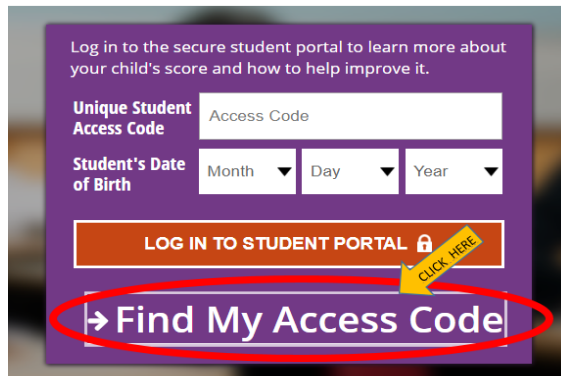 Log in to the secure student portal to learn more about
your child's score and how to help improve it.
Unique Student
Access Code
Access Code
Student's Date
of Birth
Month
Day
Year
LOG IN TO STUDENT PORTAL
CLICK HERE
Find My Access Code